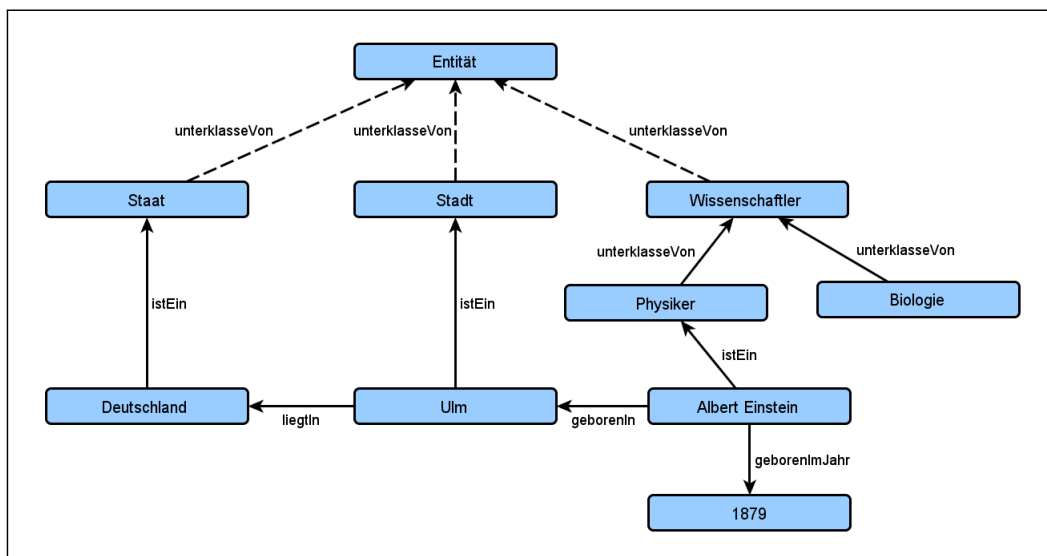 Entität
unterklasseVon
unterklasseVon
unterklasseVon
Staat
Stadt
Wissenschaftler
unterklasseVon
unterklasseVon
istEin
istEin
Physiker
Biologie
istEin
Deutschland
liegtIn
Ulm
geborenIn
Albert Einstein
geborenImJahr
1879